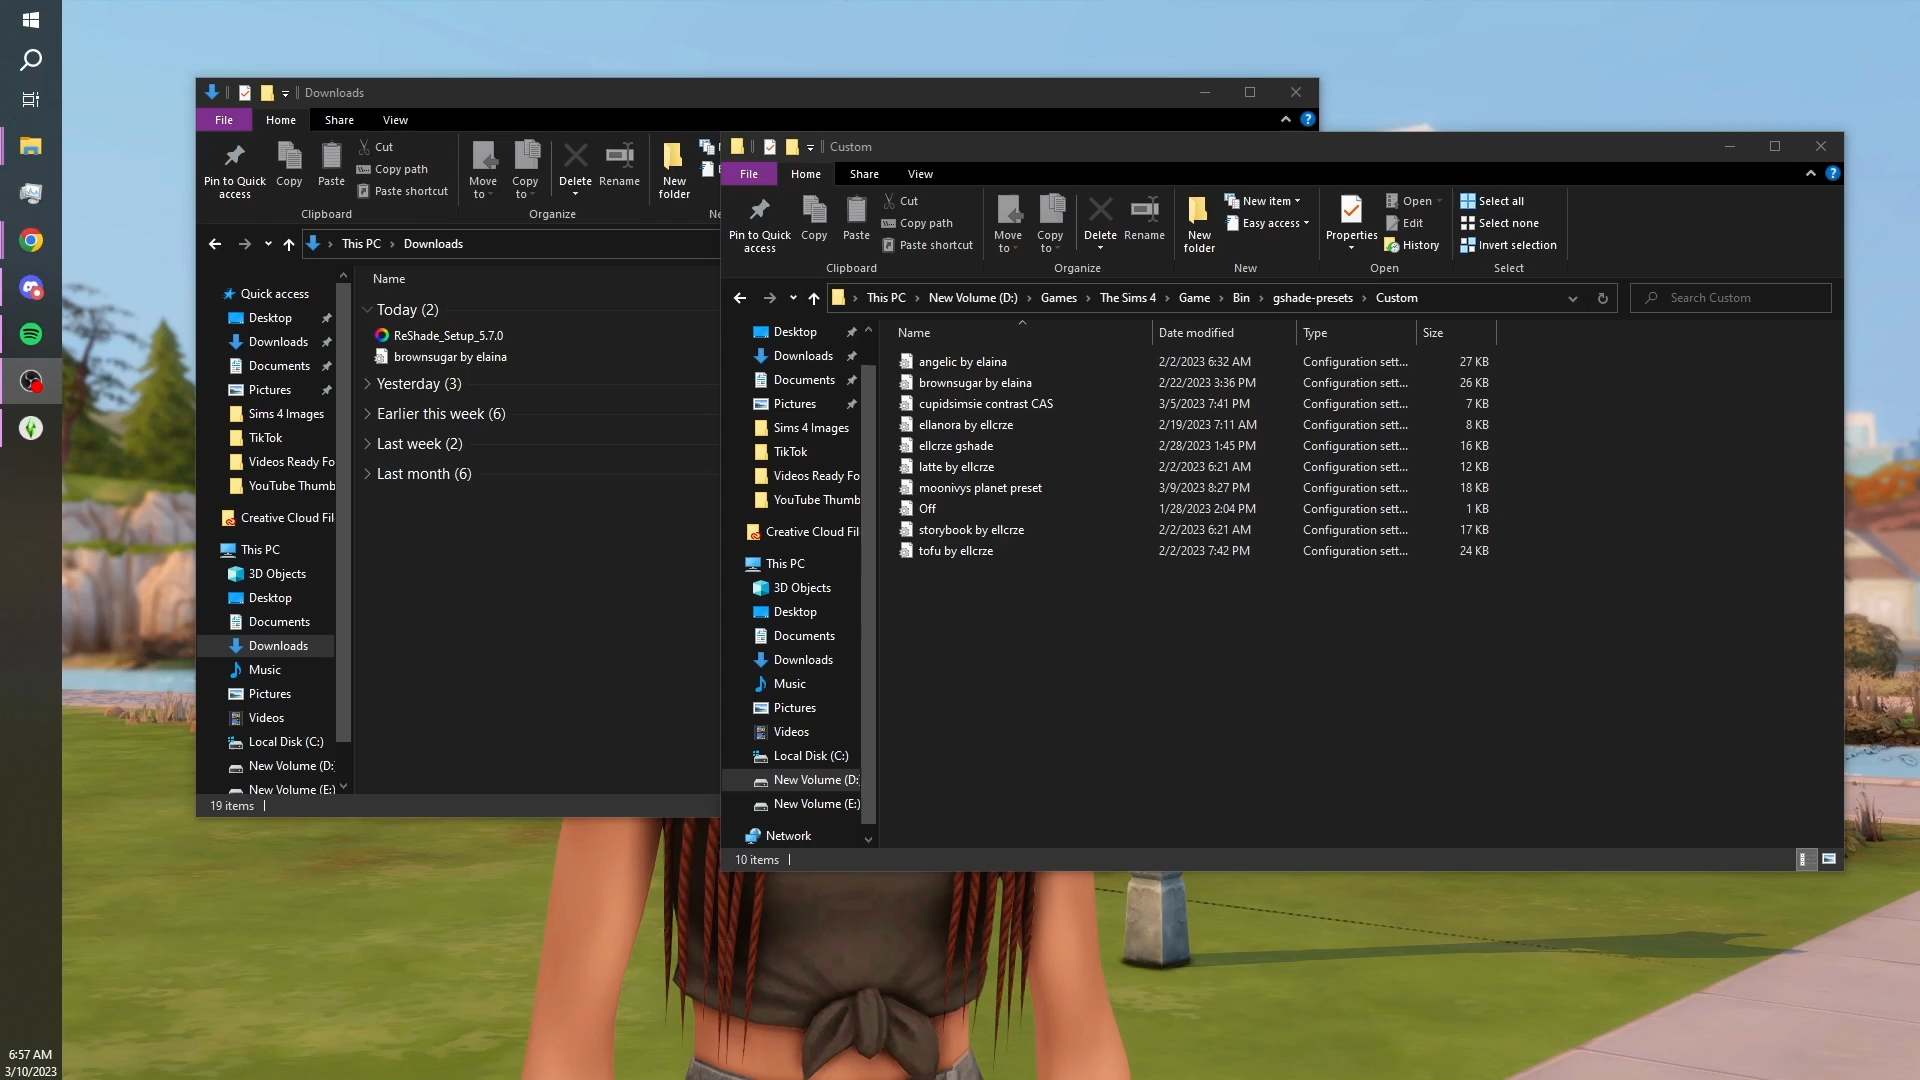 Downloads
File Home Share View
Pin to Quick access
Copy
Paste
Cut
Copy path
Paste shortcut
Move to
Copy to
Delete
Rename
New folder
Clipboard
Organize
This PC
Downloads
Name
Quick access
Desktop
Downloads
Documents
Pictures
Sims 4 Images
TikTok
Videos Ready Fo
YouTube Thumb
Creative Cloud Fil
This PC
3D Objects
Desktop
Documents
Downloads
Music
Pictures
Videos
Local Disk (C:)
New Volume (D:
New Volume (E:)
19 items
Today (2)
ReShade_Setup_5.7.0
brownsugar by elaina
Yesterday (3)
Earlier this week (6)
Last week (2)
Last month (6)
Custom
File Home Share View
Pin to Quick access
Copy
Paste
Cut
Copy path
Paste shortcut
Move to
Copy to
Delete
Rename
New folder
New item
Easy access
Properties
Open
Edit
History
Select all
Select none
Invert selection
Clipboard
Organize
New
Open
Select
This PC New Volume (D:) Games The Sims 4 Game Bin gshade-presets Custom
Search Custom
Desktop
Downloads
Documents
Pictures
Sims 4 Images
TikTok
Videos Ready Fo
YouTube Thumb
Creative Cloud Fil
This PC
3D Objects
Desktop
Documents
Downloads
Music
Pictures
Videos
Local Disk (C:)
New Volume (D:
New Volume (E:)
Network
Name Date modified Type Size
angelic by elaina 2/2/2023 6:32 AM Configuration sett... 27 KB
brownsugar by elaina 2/22/2023 3:36 PM Configuration sett... 26 KB
cupidsimsie contrast CAS 3/5/2023 7:41 PM Configuration sett... 7 KB
ellanora by ellcrze 2/19/2023 7:11 AM Configuration sett... 8 KB
ellcrze gshade 2/28/2023 1:45 PM Configuration sett... 16 KB
latte by ellcrze 2/2/2023 6:21 AM Configuration sett... 12 KB
moonivys planet preset 3/9/2023 8:27 PM Configuration sett... 18 KB
Off 1/28/2023 2:04 PM Configuration sett... 1 KB
storybook by ellcrze 2/2/2023 6:21 AM Configuration sett... 17 KB
tofu by ellcrze 2/2/2023 7:42 PM Configuration sett... 24 KB
10 items
6:57 AM
3/10/2023